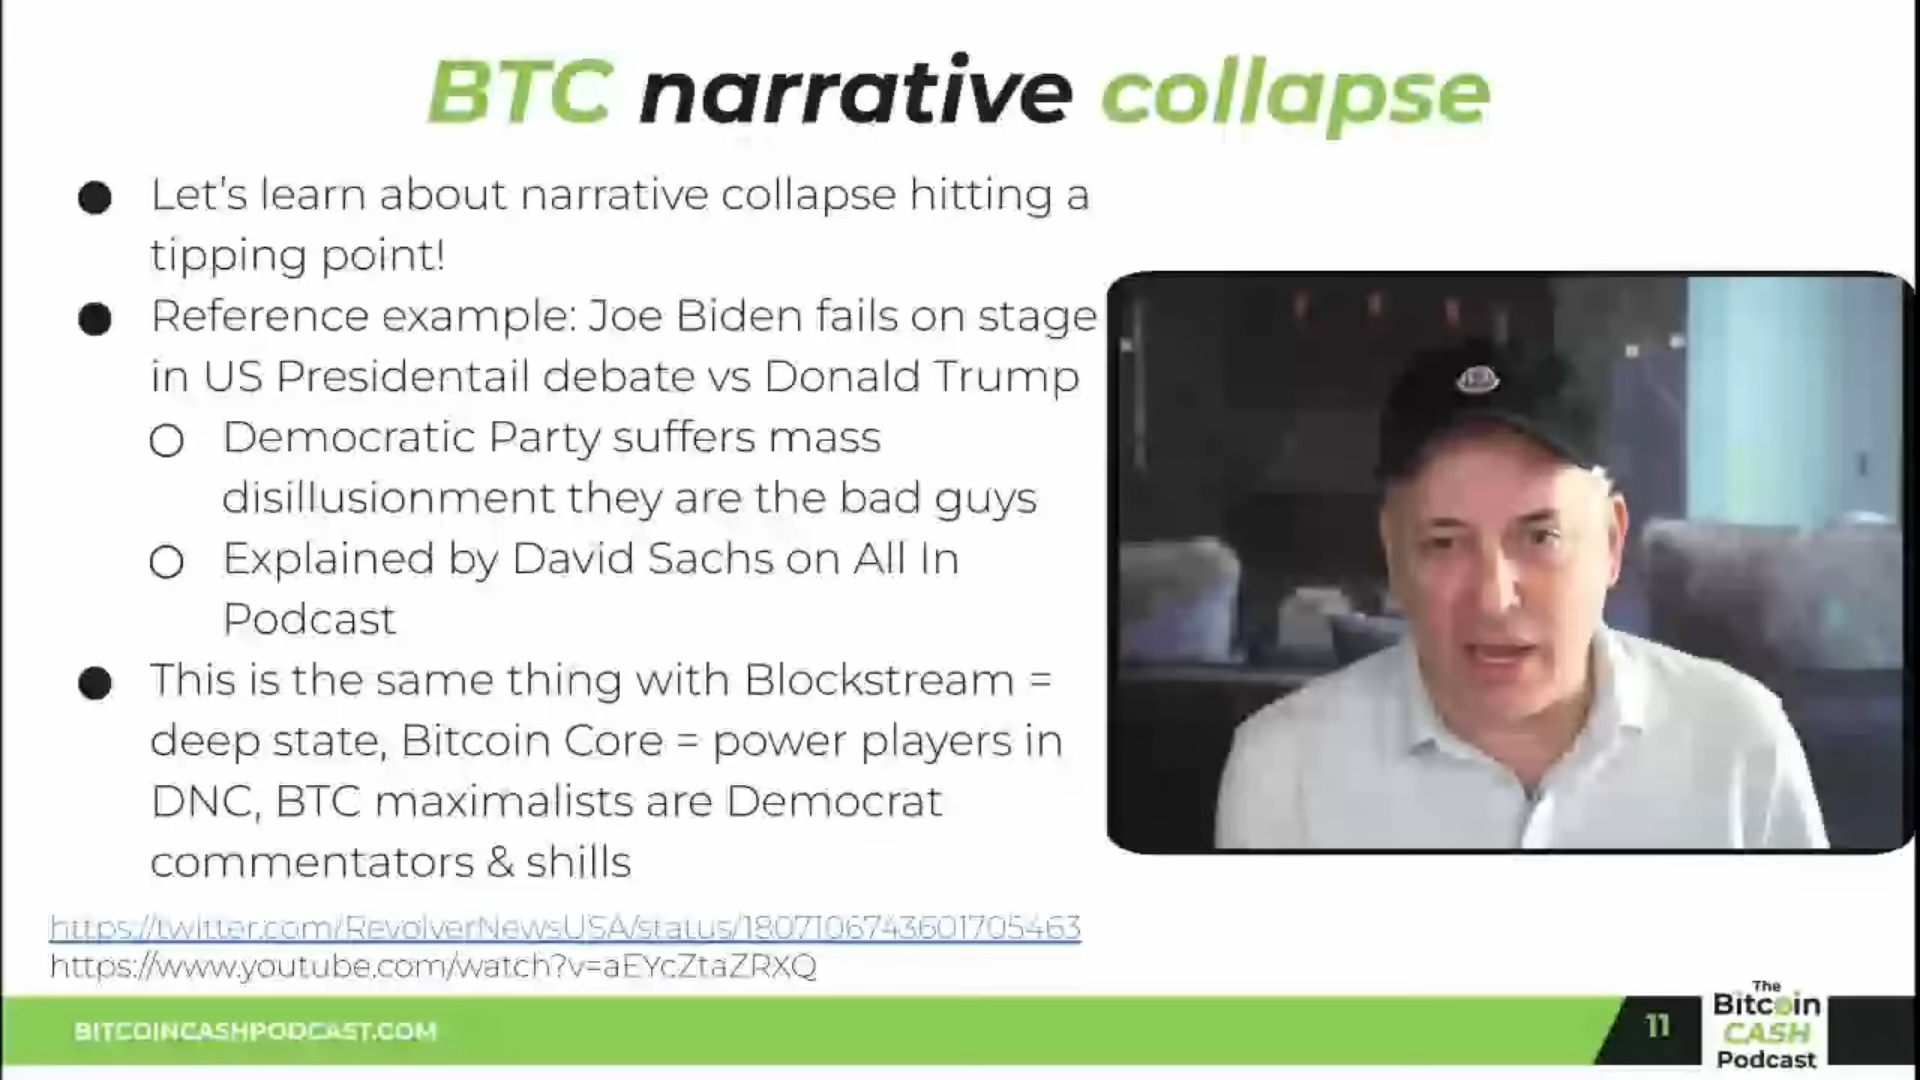 BTC narrative collapse
Let's learn about narrative collapse hitting a
tipping point!
Reference example: Joe Biden fails on stage
in US Presidentail debate vs Donald Trump
Democratic Party suffers mass
disillusionment they are the bad guys
Explained by David Sachs on All In
Podcast
This is the same thing with Blockstream =
deep state, Bitcoin Core = power players in
DNC, BTC maximalists are Democrat
commentators & shills
https://twitter.com/RevolverNewsUSA/status/1807106743601705463
https://www.youtube.com/watch?v=aEYcZtaZRXQ
BITCOINCASHPODCAST.COM
11
The
Bitcoin
CASH
Podcast